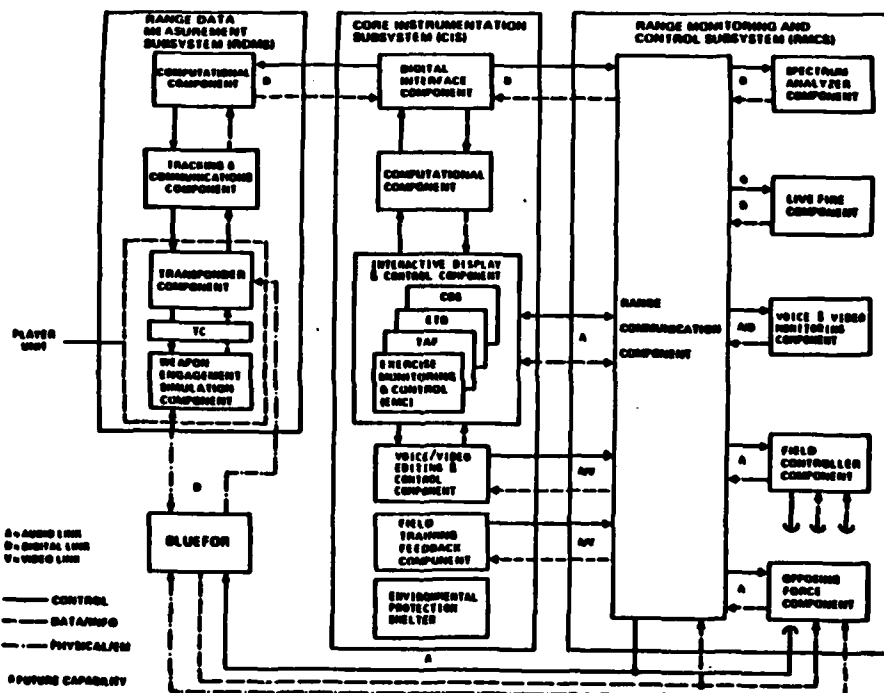 RANGE DATA
MEASUREMENT
SUBSYSTEM (RDMS)
COMPUTATIONAL
COMPONENT
D
TRACKING &
COMMUNICATIONS
COMPONENT
TRANSPONDER
COMPONENT
TC
WEAPON
ENGAGEMENT
SIMULATION
COMPONENT
PLAYER
UNIT
D
BLUEFOR
CORE INSTRUMENTATION
SUBSYSTEM (CIS)
DIGITAL
INTERFACE
COMPONENT
D
COMPUTATIONAL
COMPONENT
INTERACTIVE DISPLAY
& CONTROL COMPONENT
TAF
EXERCISE
MONITORING
& CONTROL
(EMC)
A
VOICE/VIDEO
EDITING &
CONTROL
COMPONENT
A/V
FIELD
TRAINING
FEEDBACK
COMPONENT
A/V
ENVIRONMENTAL
PROTECTION
SHELTER
A
RANGE MONITORING AND
CONTROL SUBSYSTEM (RMCS)
RANGE
COMMUNICATION
COMPONENT
D
SPECTRUM
ANALYZER
COMPONENT
D
LIVE FIRE
COMPONENT
VOICE & VIDEO
MONITORING
COMPONENT
A
FIELD
CONTROLLER
COMPONENT
A
OPPOSING
FORCE
COMPONENT
A = AUDIO LINK
D = DIGITAL LINK
V = VIDEO LINK
CONTROL
DATA/INFO
PHYSICAL/EM
FUTURE CAPABILITY